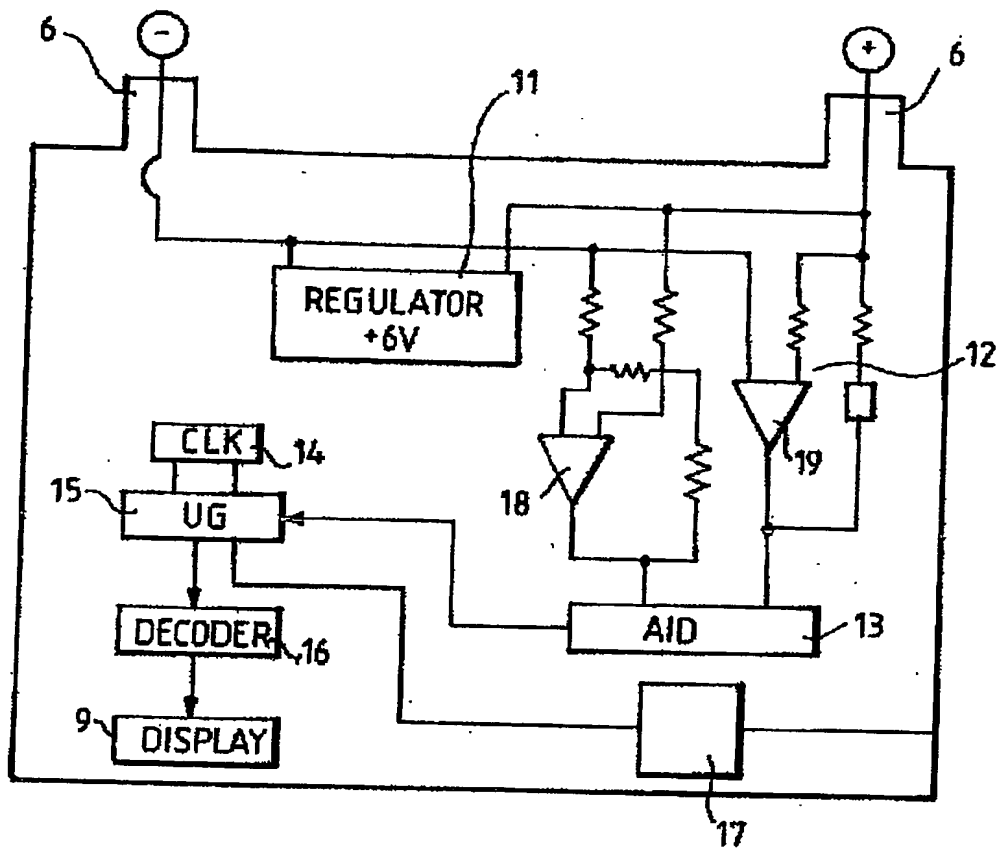 6
−
+
6
11
REGULATOR
+6V
12
CLK
14
19
15
UG
18
DECODER
16
AID
13
9
DISPLAY
17